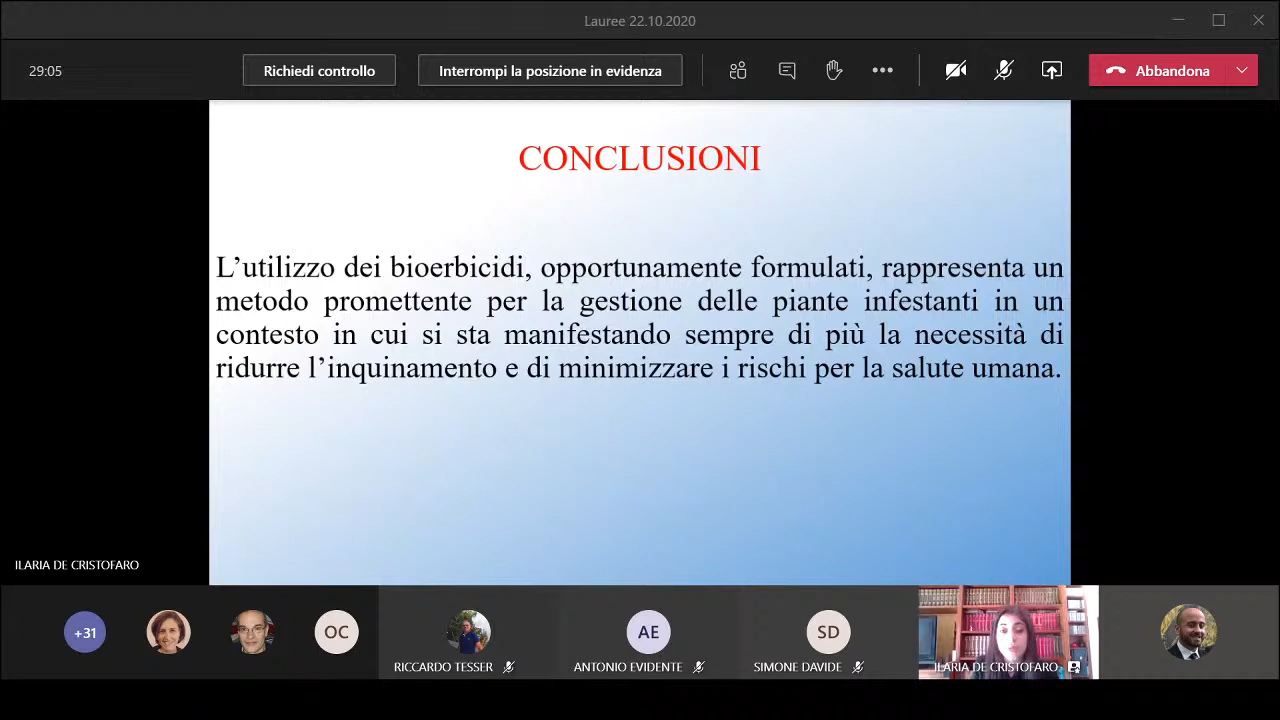 Lauree 22.10.2020
29:05
Richiedi controllo
Interrompi la posizione in evidenza
Abbandona
CONCLUSIONI
L’utilizzo dei bioerbicidi, opportunamente formulati, rappresenta un
metodo promettente per la gestione delle piante infestanti in un
contesto in cui si sta manifestando sempre di più la necessità di
ridurre l’inquinamento e di minimizzare i rischi per la salute umana.
ILARIA DE CRISTOFARO
+31
OC
RICCARDO TESSER
AE
ANTONIO EVIDENTE
SD
SIMONE DAVIDE
ILARIA DE CRISTOFARO